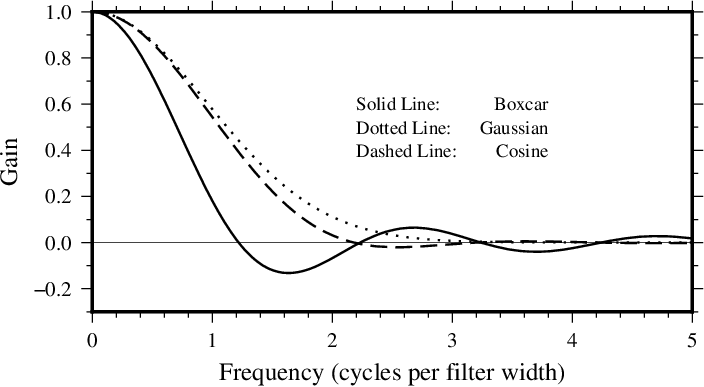 1.0
0.8
0.6
0.4
0.2
0.0
−0.2
Gain
Solid Line: Boxcar
Dotted Line: Gaussian
Dashed Line: Cosine
0 1 2 3 4 5
Frequency (cycles per filter width)